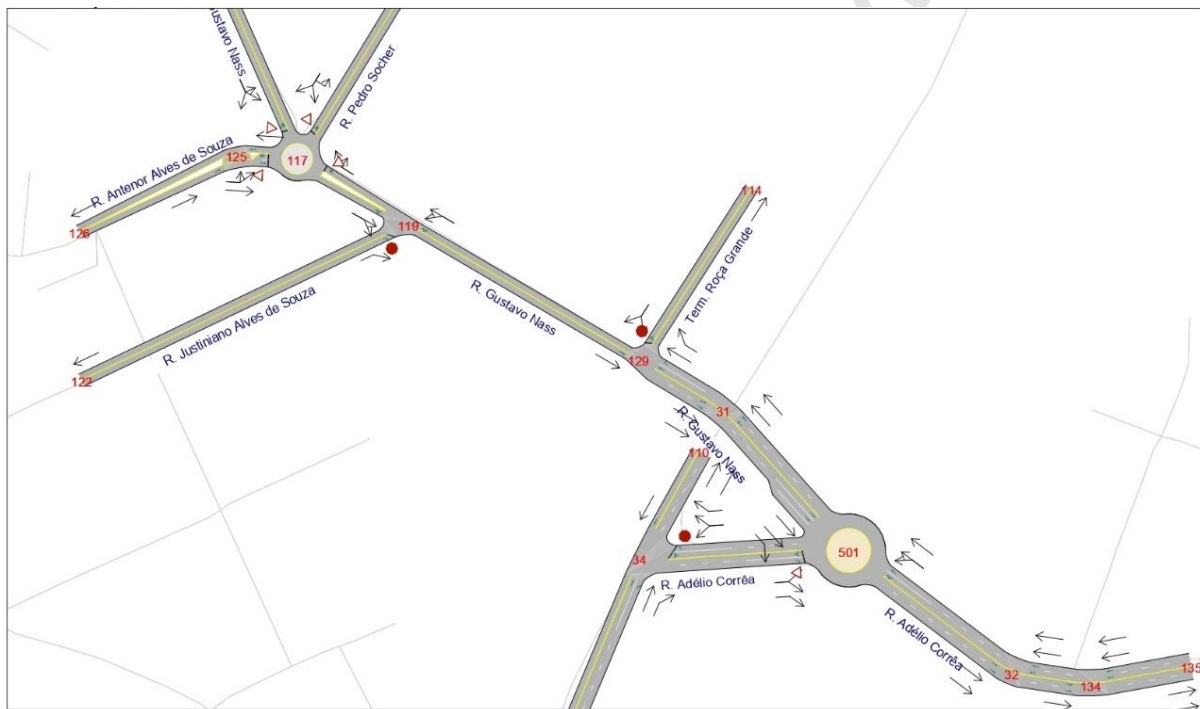 Gustavo Nass
R. Pedro Socher
R. Antenor Alves de Souza
125
117
126
119
114
R. Justiniano Alves de Souza
R. Gustavo Nass
Term. Roça Grande
122
129
31
R. Gustavo Nass
110
34
501
R. Adélio Corrêa
R. Adélio Corrêa
32
134
135